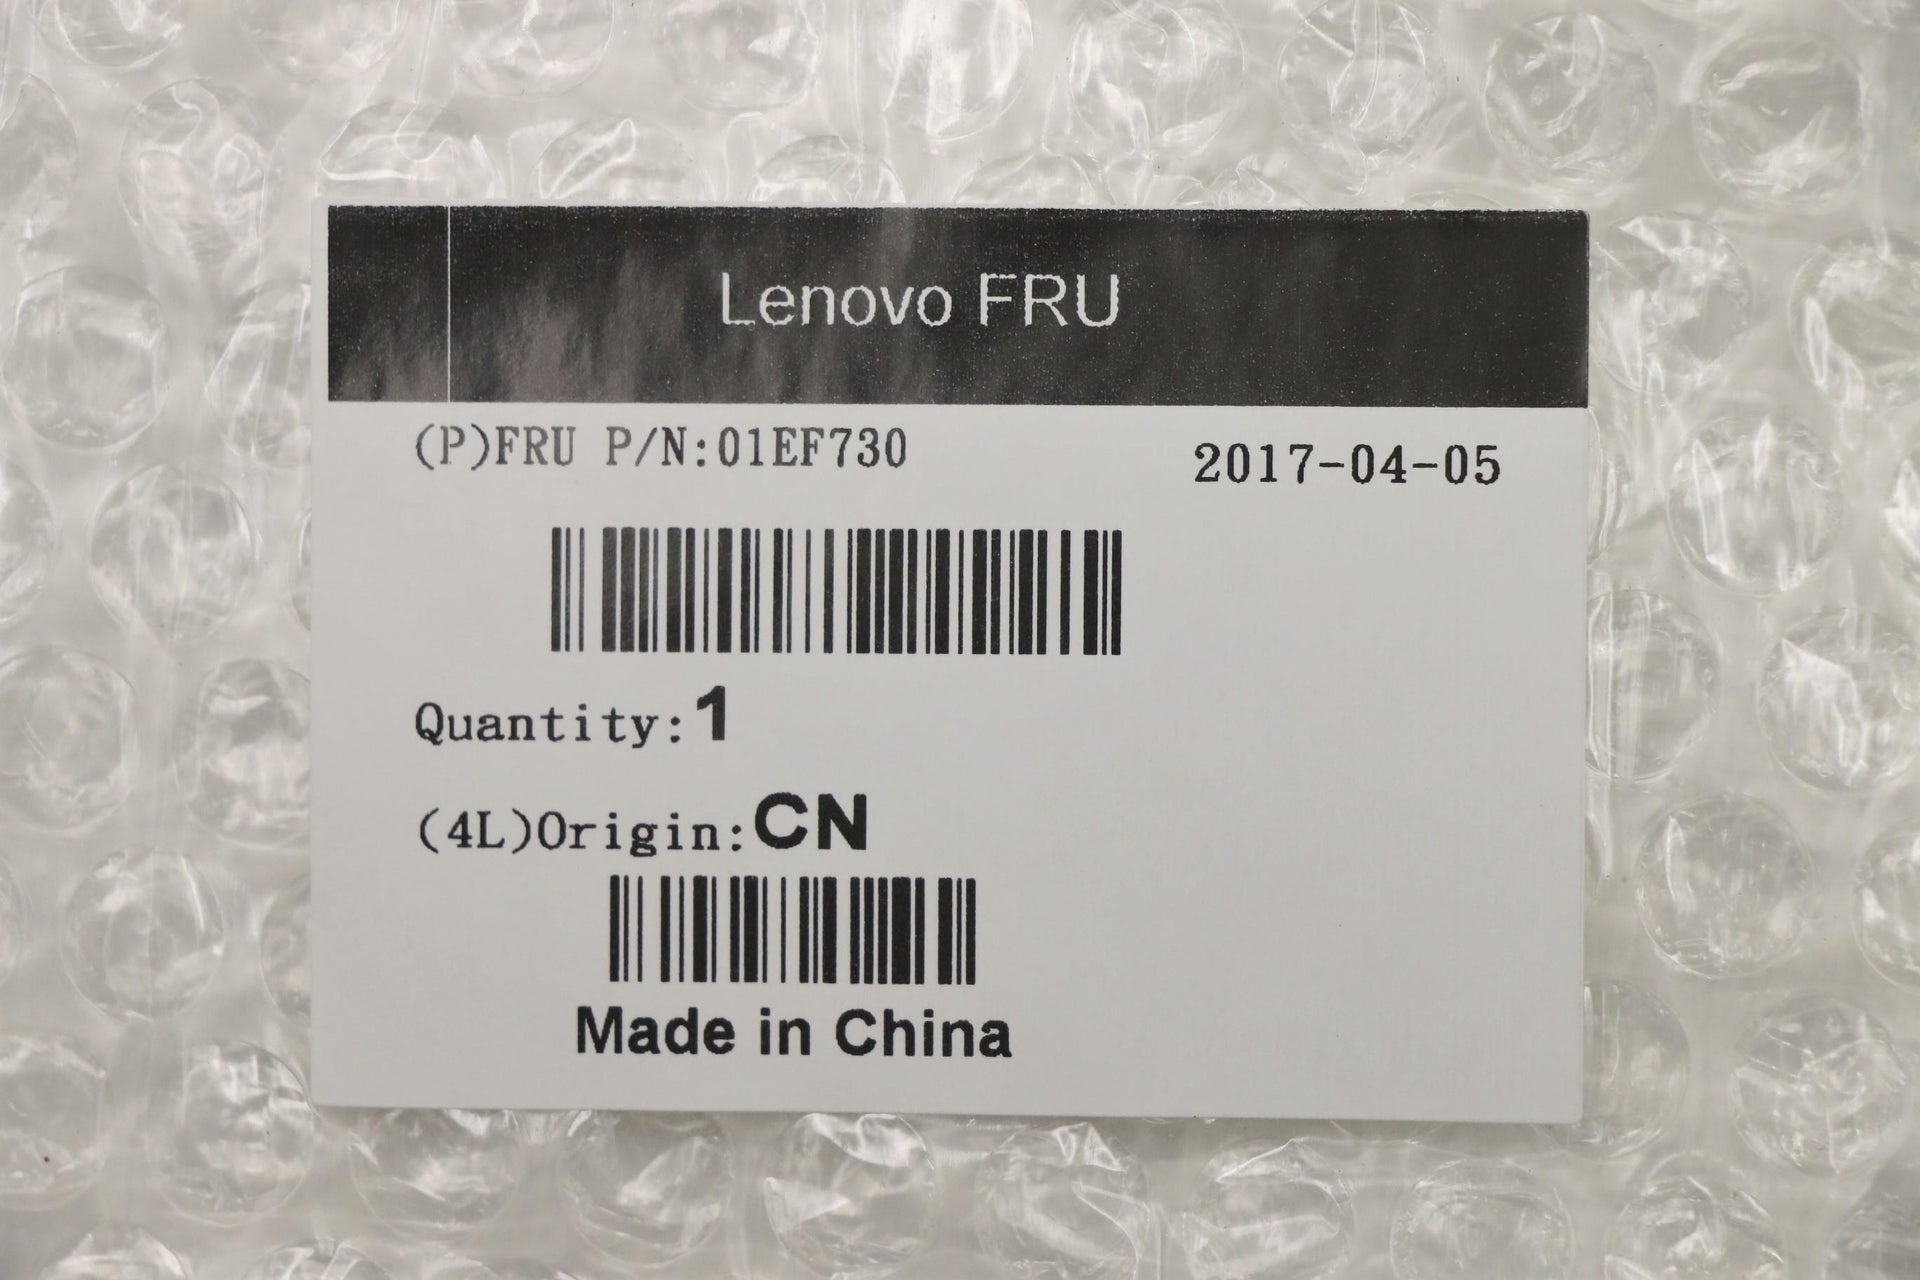 Lenovo FRU
(P)FRU P/N:01EF730
2017-04-05
Quantity:1
(4L)Origin:CN
Made in China